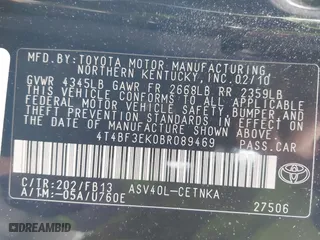 MFD.BY:TOYOTA MOTOR MANUFACTURING
NORTHERN KENTUCKY,INC. 02/10
GVWR 4345LB GAWR FR 2668LB RR 2359LB
THIS VEHICLE CONFORMS TO ALL APPLICABLE
FEDERAL MOTOR VEHICLE SAFETY, BUMPER, AND
THEFT PREVENTION STANDARDS IN EFFECT ON
THE DATE OF MANUFACTURE SHOWN ABOVE.
4T4BF3EK0BR089469 PASS.CAR
C/TR:202/FB13 ASV40L-CETNKA
A/TM:-05A/U760E
TOYOTA
27506